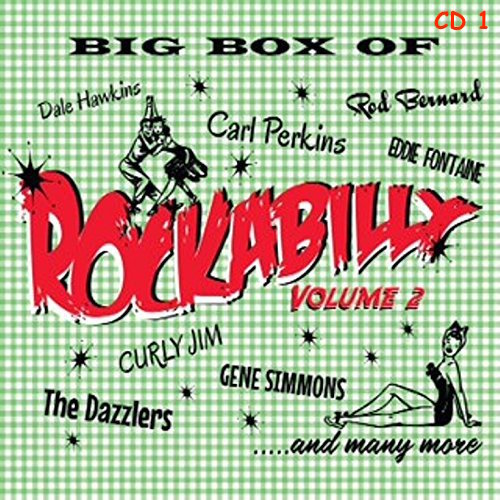 CD 1
BIG BOX OF
Dale Hawkins
Rod Bernard
Carl Perkins
EDDIE FONTAINE
ROCKABILLY
VOLUME 2
CURLY JIM
GENE SIMMONS
The Dazzlers
.....and many more